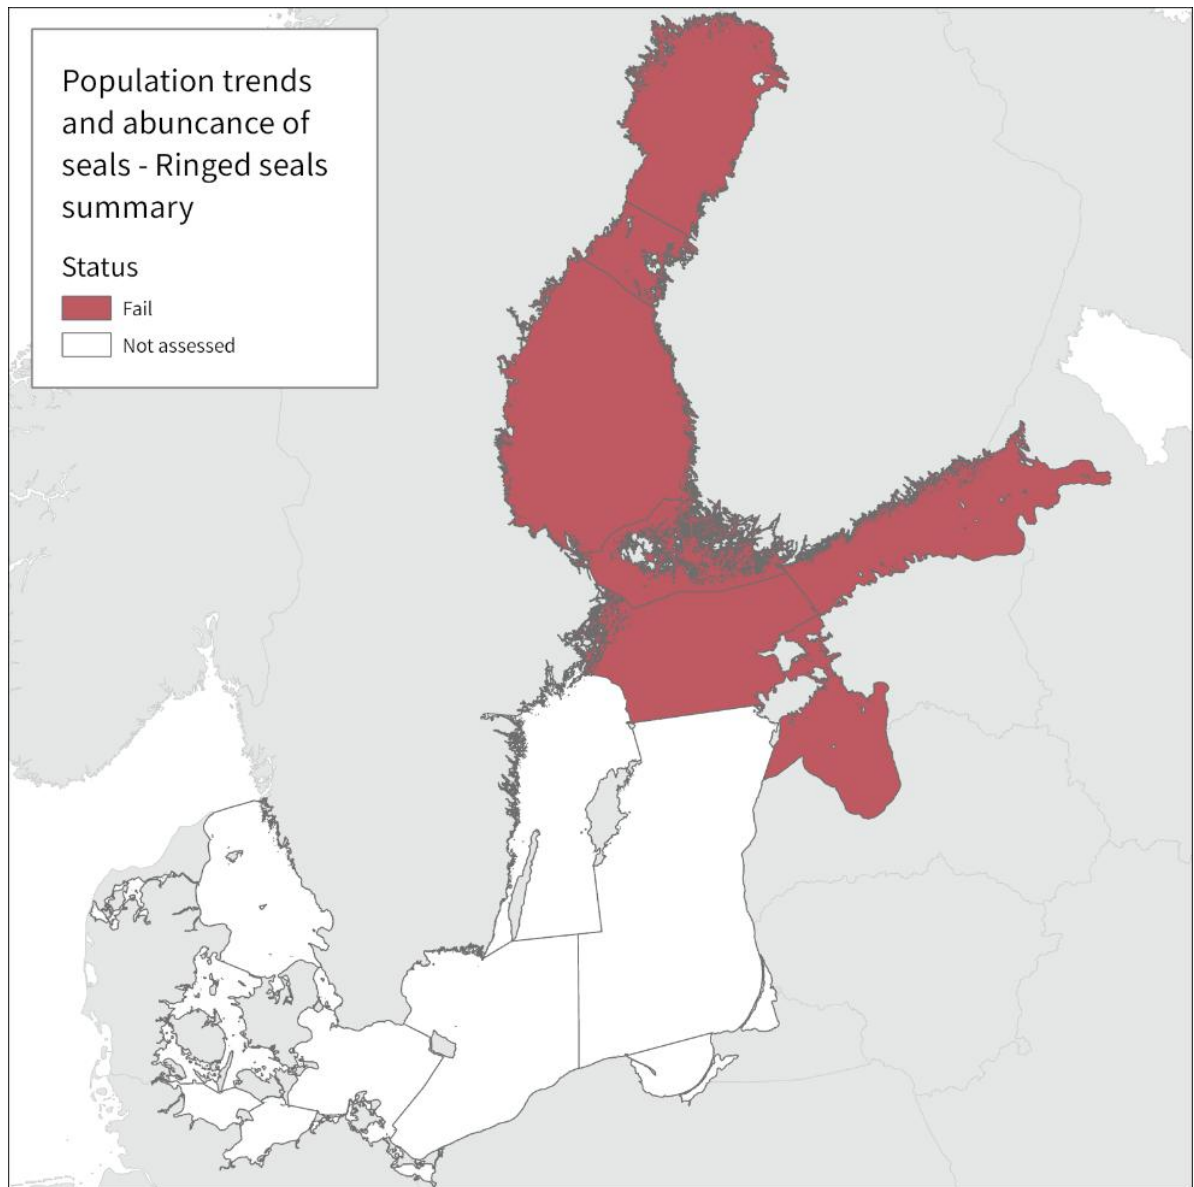 Population trends
and abuncance of
seals - Ringed seals
summary
Status
Fail
Not assessed